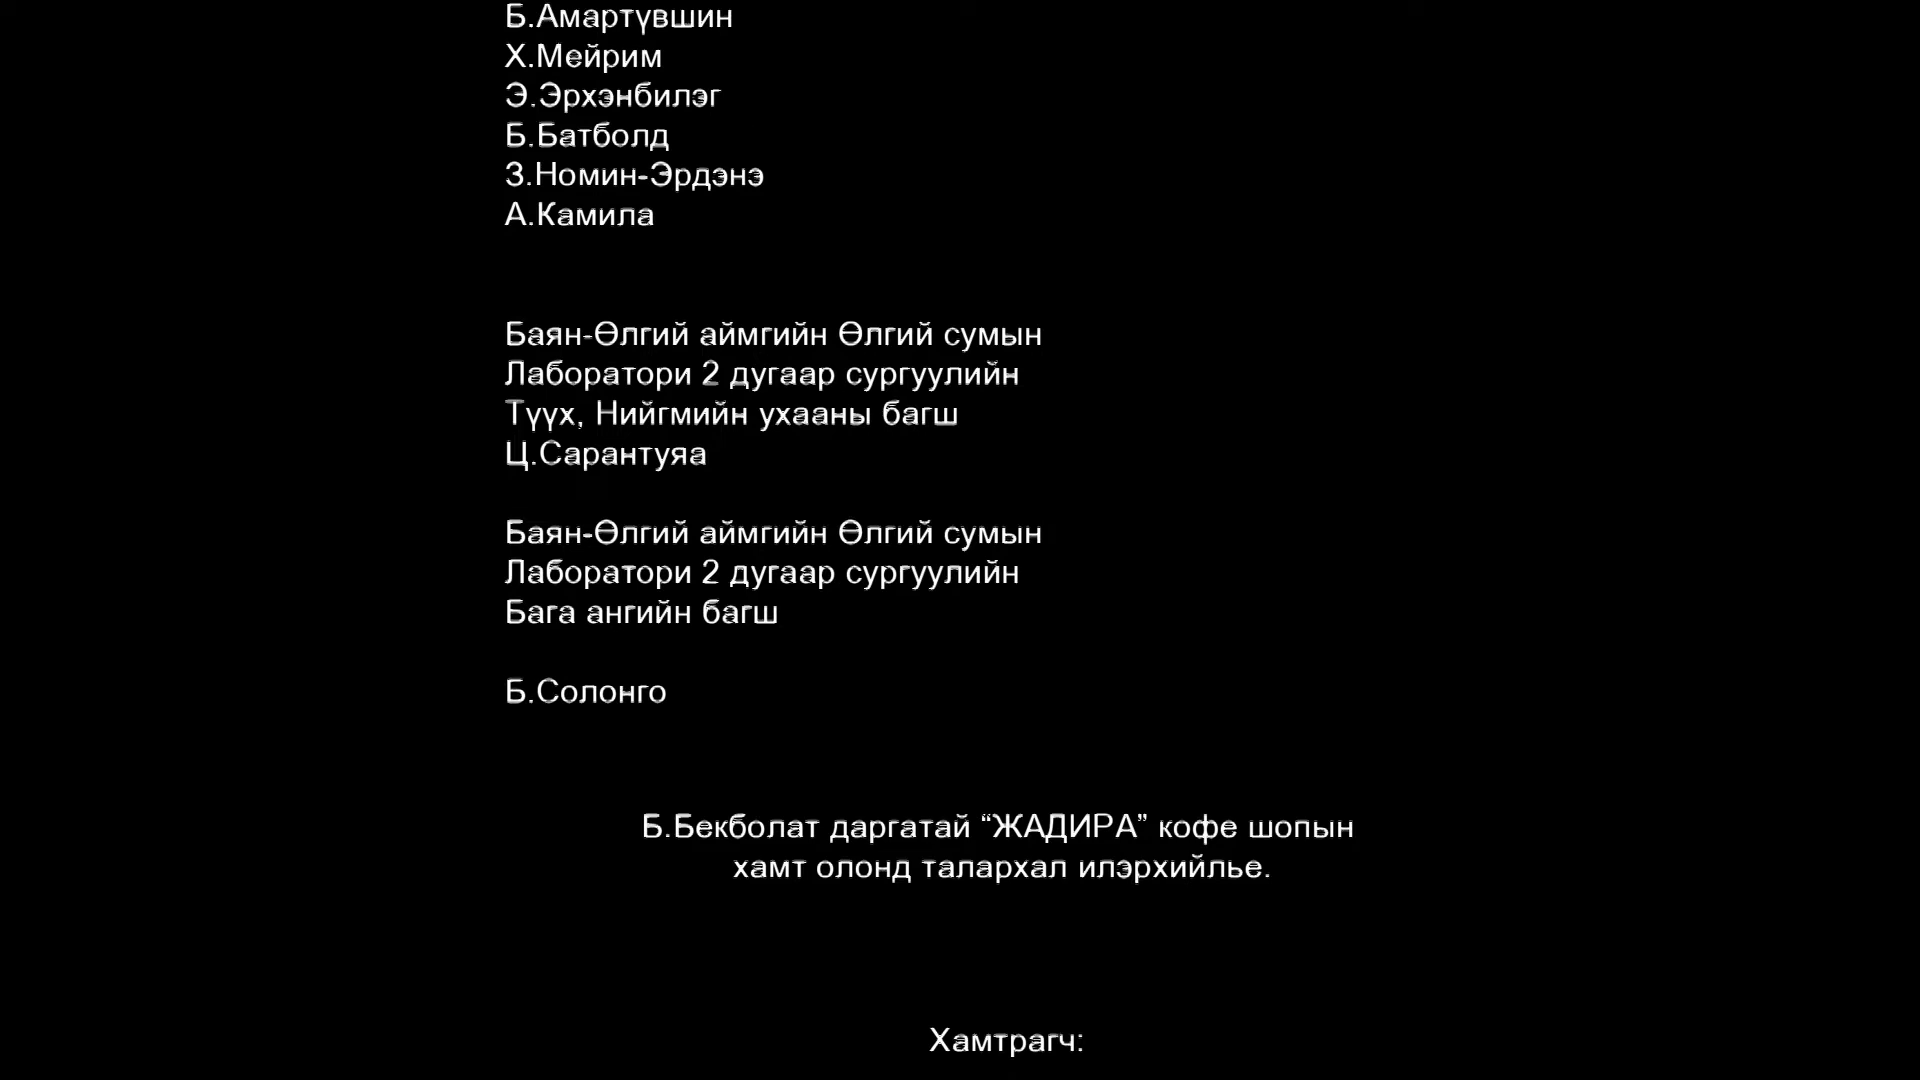 Б.Амартүвшин
Х.Мейрим
Э.Эрхэнбилэг
Б.Батболд
З.Номин-Эрдэнэ
А.Камила
Баян-Өлгий аймгийн Өлгий сумын
Лаборатори 2 дугаар сургуулийн
Түүх, Нийгмийн ухааны багш
Ц.Сарантуяа
Баян-Өлгий аймгийн Өлгий сумын
Лаборатори 2 дугаар сургуулийн
Бага ангийн багш
Б.Солонго
Б.Бекболат даргатай “ЖАДИРА” кофе шопын
хамт олонд талархал илэрхийлье.
Хамтрагч: